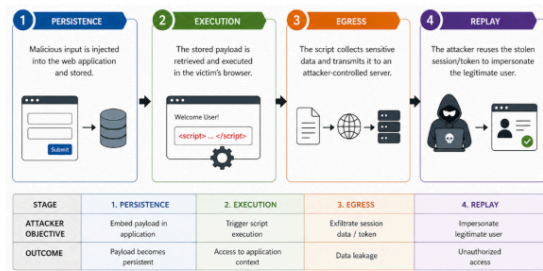 1 PERSISTENCE
Malicious input is injected
into the web application
and stored.
Submit
2 EXECUTION
The stored payload is
retrieved and executed
in the victim's browser.
Welcome User!
<script> ... </script>
3 EGRESS
The script collects sensitive
data and transmits it to an
attacker-controlled server.
4 REPLAY
The attacker reuses the stolen
session/token to impersonate
the legitimate user.
STAGE 1. PERSISTENCE 2. EXECUTION 3. EGRESS 4. REPLAY
ATTACKER OBJECTIVE
Embed payload in
application
Trigger script
execution
Exfiltrate session
data / token
Impersonate
legitimate user
OUTCOME
Payload becomes
persistent
Access to application
context
Data leakage
Unauthorized
access